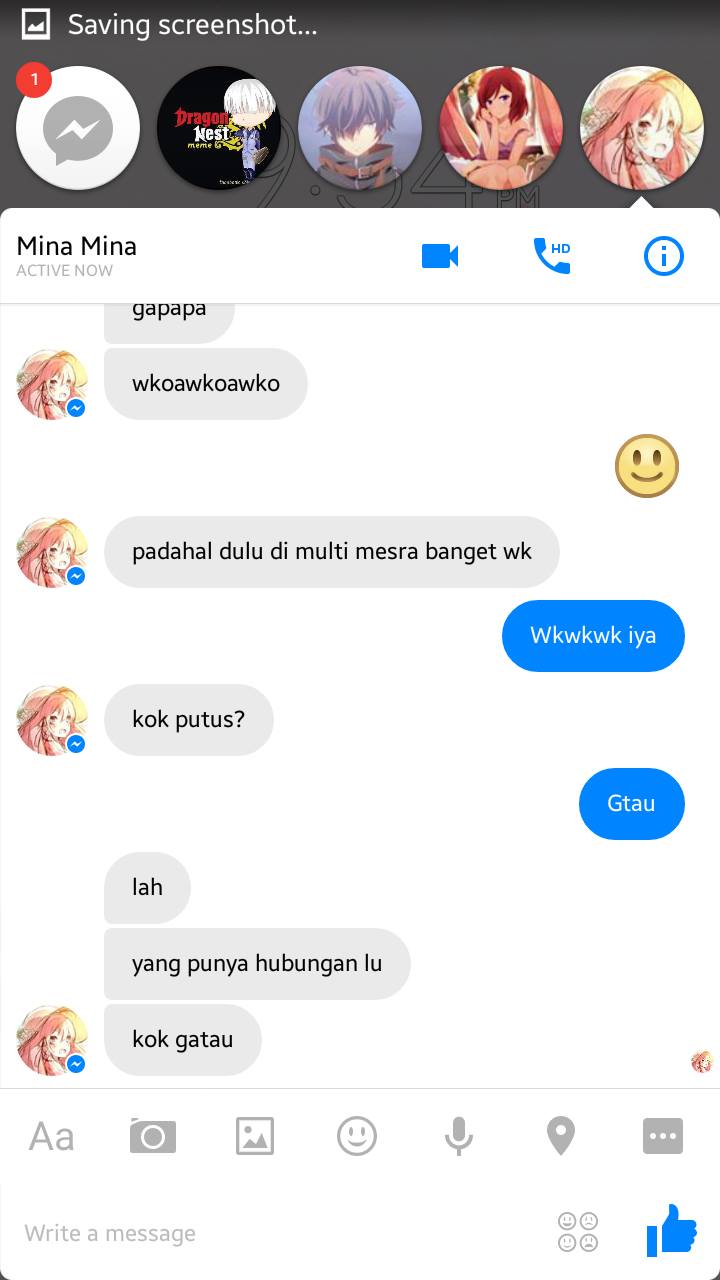 Saving screenshot...
1
Dragon
Nest
meme
9:54
PM
Mina Mina
ACTIVE NOW
HD
gapapa
wkoawkoawko
padahal dulu di multi mesra banget wk
Wkwkwk iya
kok putus?
Gtau
lah
yang punya hubungan lu
kok gatau
Aa
Write a message